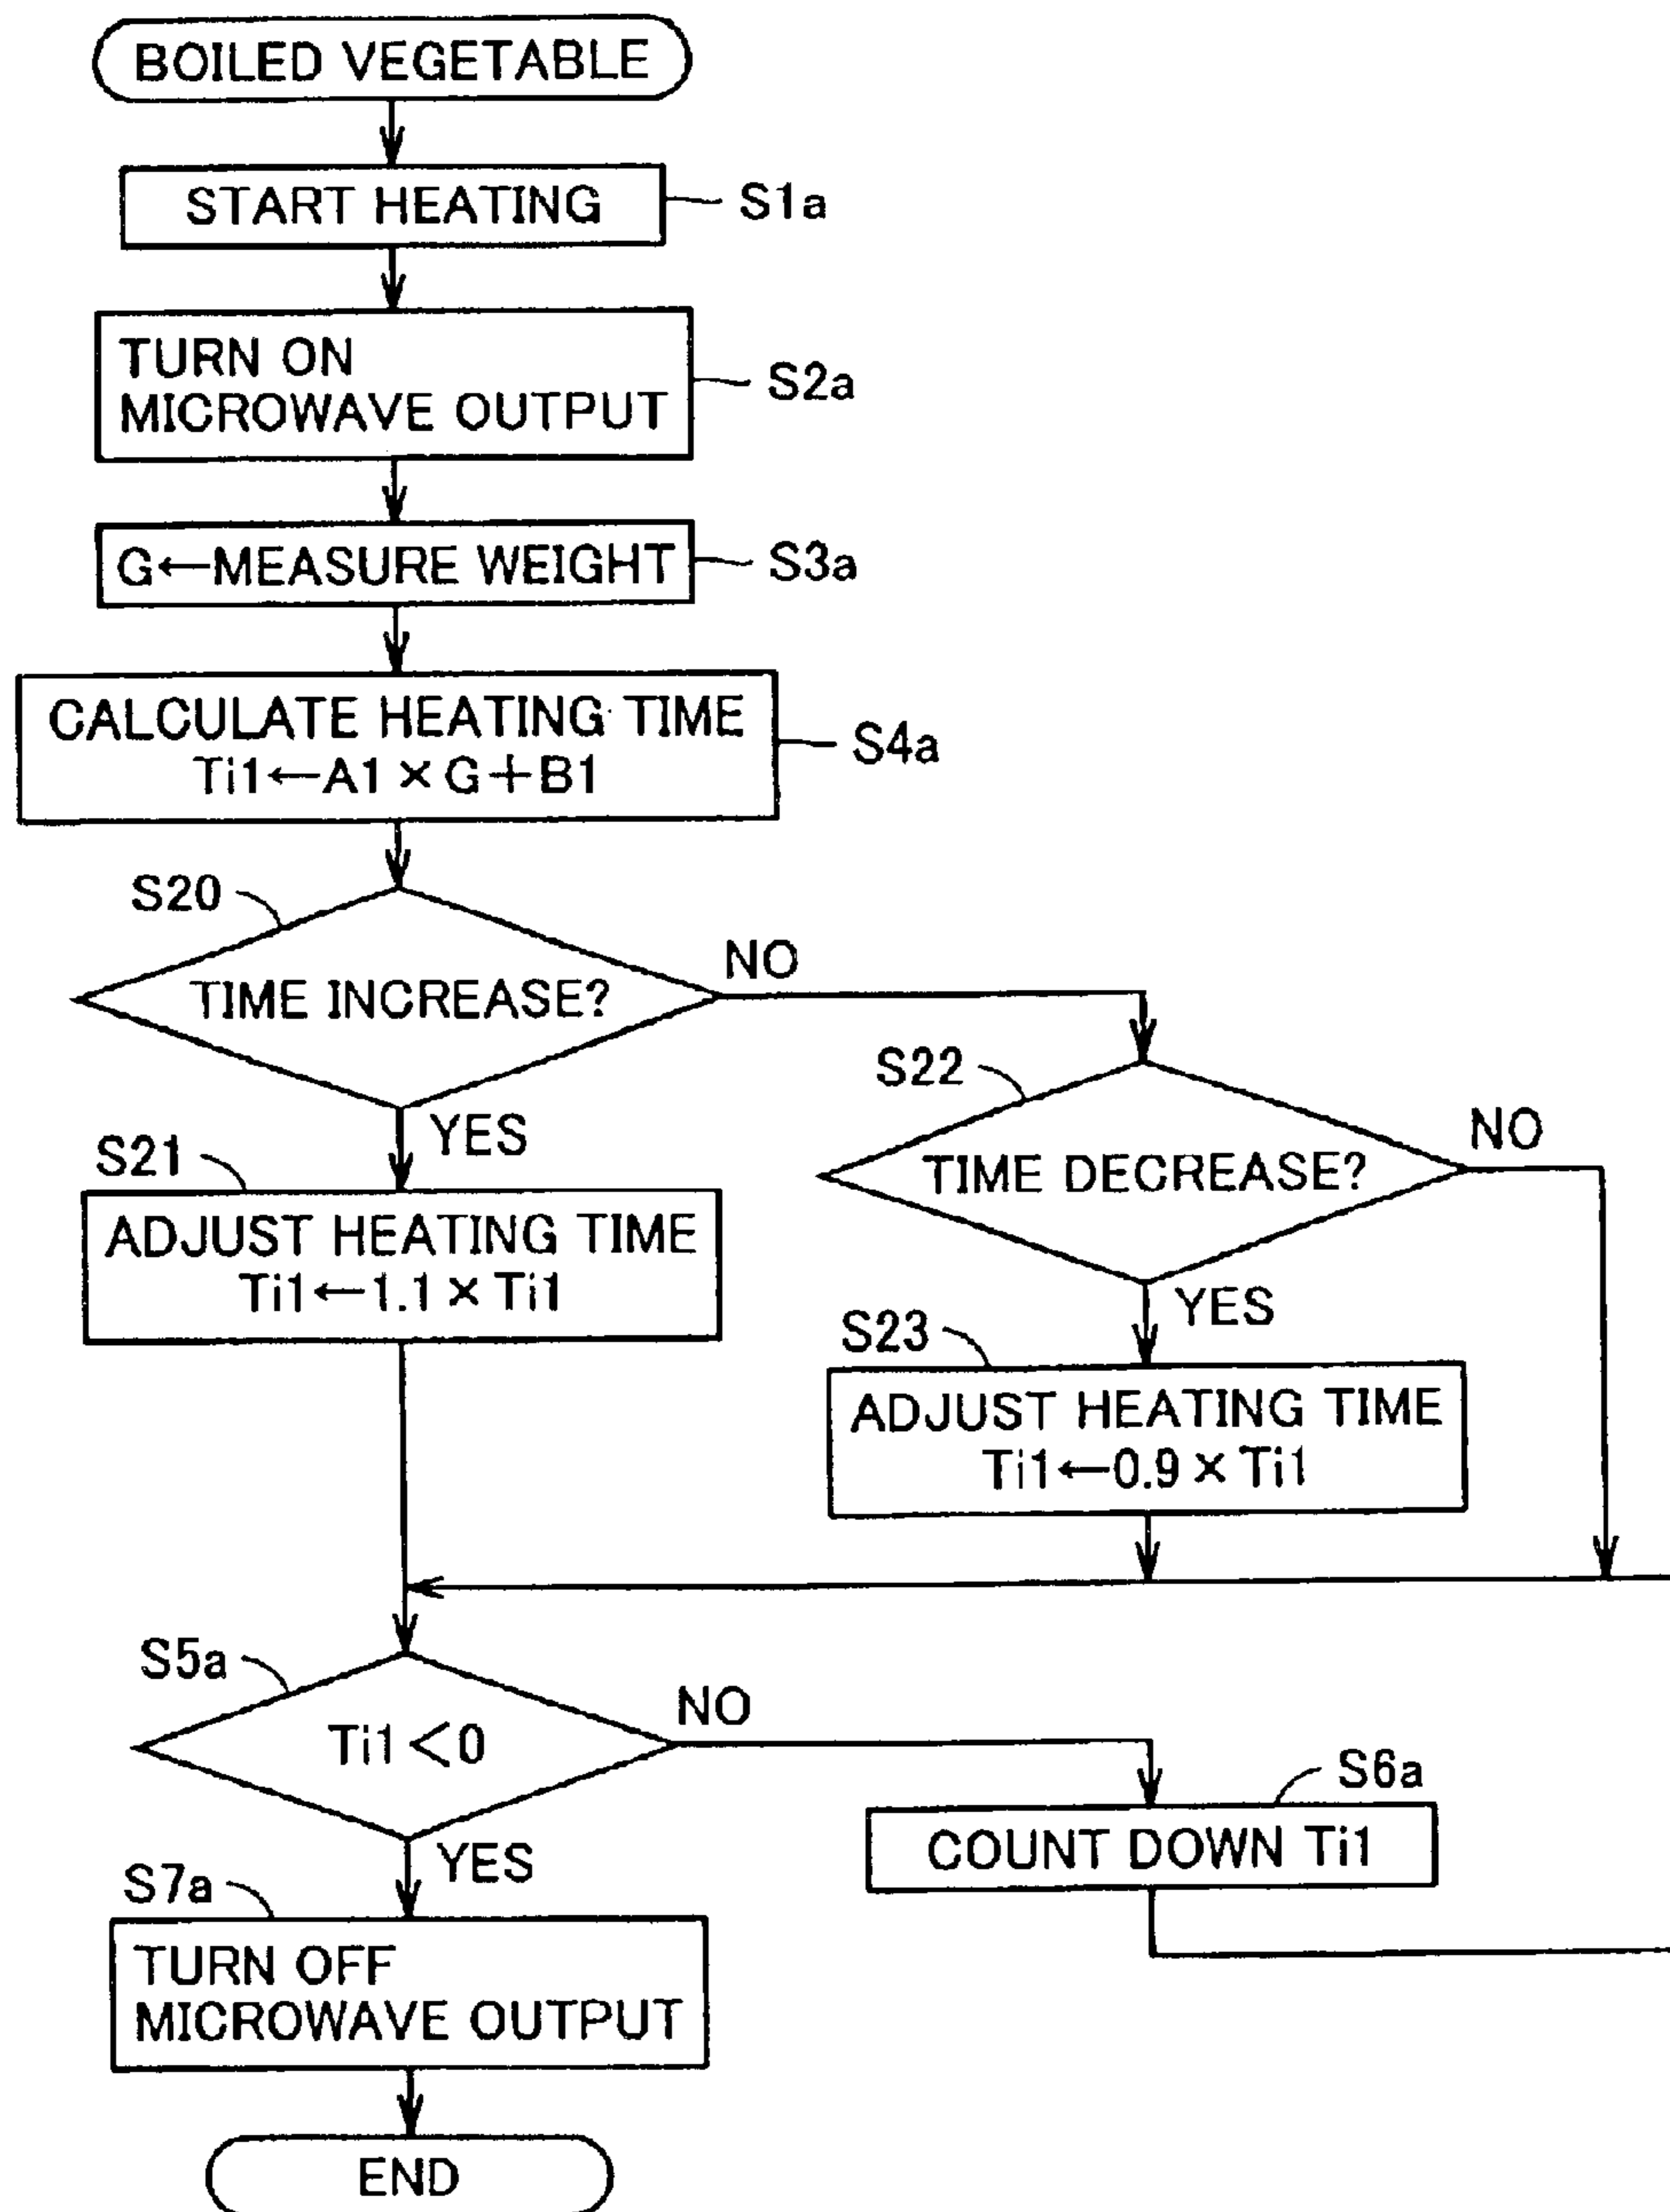 BOILED VEGETABLE
START HEATING
S1a
TURN ON
MICROWAVE OUTPUT
S2a
G←MEASURE WEIGHT
S3a
CALCULATE HEATING TIME
Ti1←A1×G+B1
S4a
S20
TIME INCREASE?
NO
YES
S22
TIME DECREASE?
NO
YES
S21
ADJUST HEATING TIME
Ti1←1.1×Ti1
S23
ADJUST HEATING TIME
Ti1←0.9×Ti1
S5a
Ti1<0
NO
YES
S6a
COUNT DOWN Ti1
S7a
TURN OFF
MICROWAVE OUTPUT
END